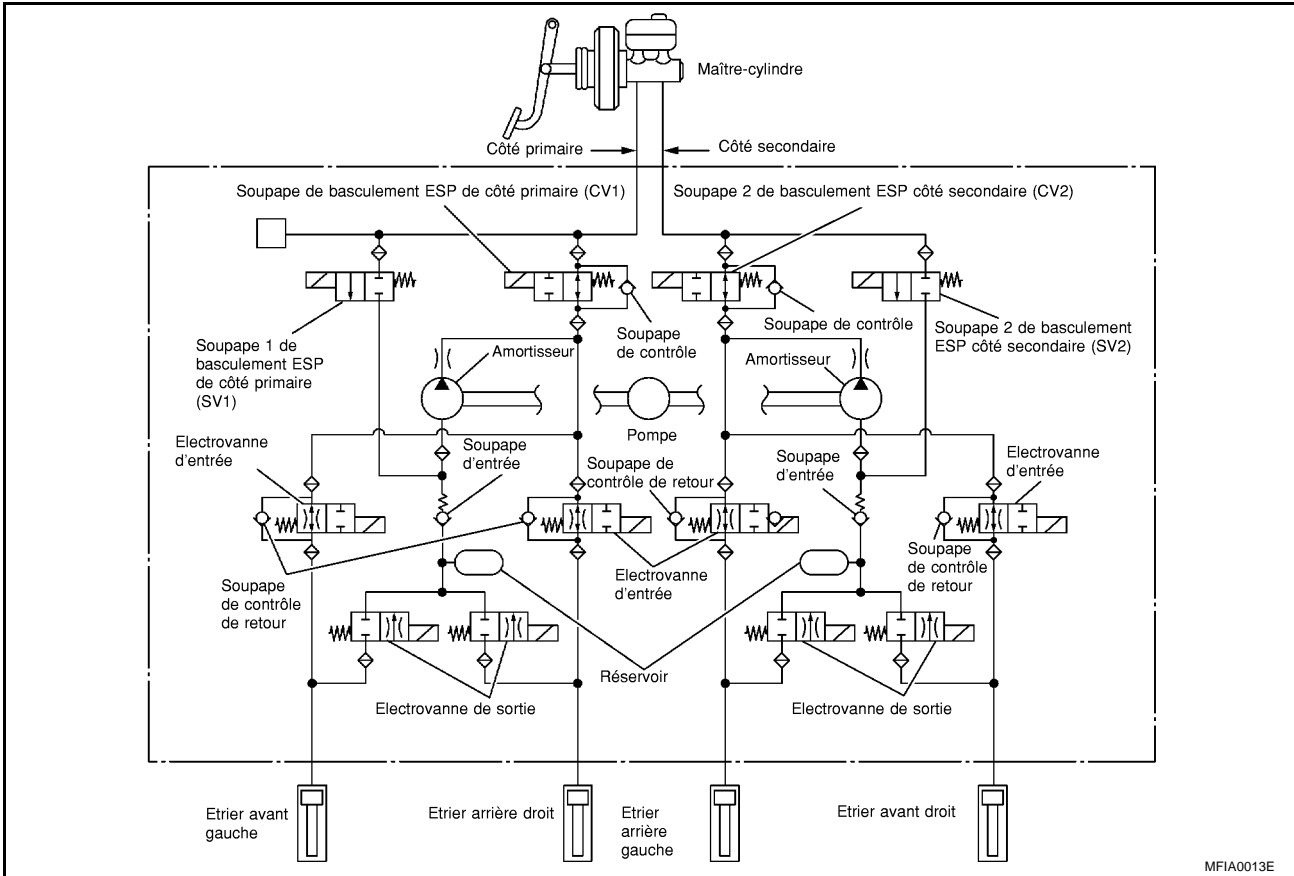 Maître-cylindre
Côté primaire
Côté secondaire
Soupape de basculement ESP de côté primaire (CV1)
Soupape 2 de basculement ESP côté secondaire (CV2)
Soupape 1 de
basculement ESP
de côté primaire
(SV1)
Amortisseur
Soupape
de contrôle
Soupape de contrôle
Amortisseur
Soupape 2 de basculement
ESP côté secondaire (SV2)
Pompe
Electrovanne
d'entrée
Soupape
d'entrée
Soupape de
contrôle de retour
Soupape
d'entrée
Electrovanne
d'entrée
Soupape
de contrôle
de retour
Electrovanne
d'entrée
Soupape
de contrôle
de retour
Réservoir
Electrovanne de sortie
Electrovanne de sortie
Etrier avant
gauche
Etrier arrière droit
Etrier
arrière
gauche
Etrier avant droit
MFIA0013E